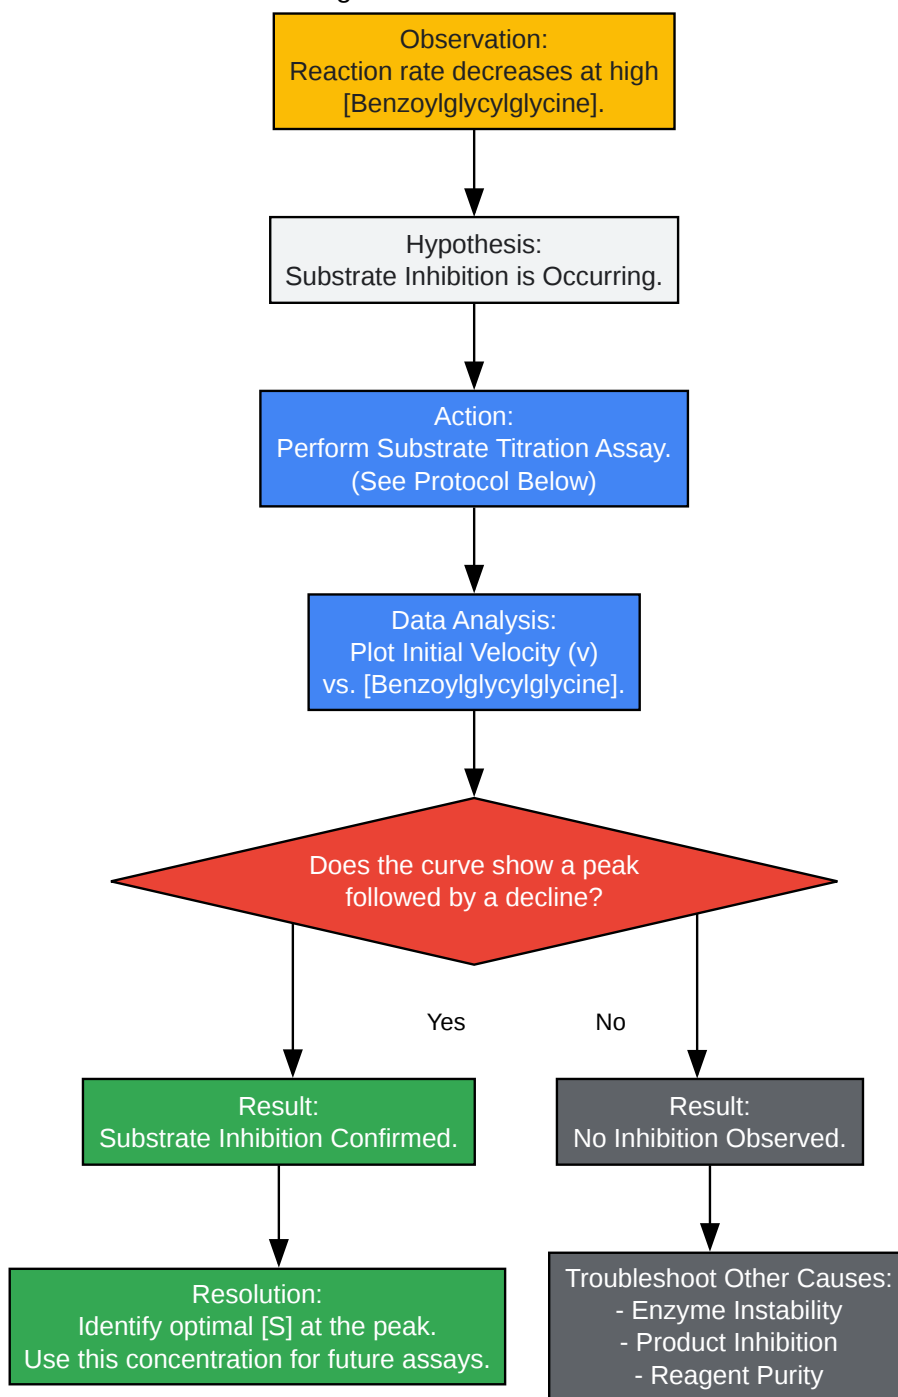 Observation:
Reaction rate decreases at high
[Benzoylglycylglycine].
Hypothesis:
Substrate Inhibition is Occurring.
Action:
Perform Substrate Titration Assay.
(See Protocol Below)
Data Analysis:
Plot Initial Velocity (v)
vs. [Benzoylglycylglycine].
Does the curve show a peak
followed by a decline?
Yes
No
Result:
Substrate Inhibition Confirmed.
Result:
No Inhibition Observed.
Resolution:
Identify optimal [S] at the peak.
Use this concentration for future assays.
Troubleshoot Other Causes:
- Enzyme Instability
- Product Inhibition
- Reagent Purity